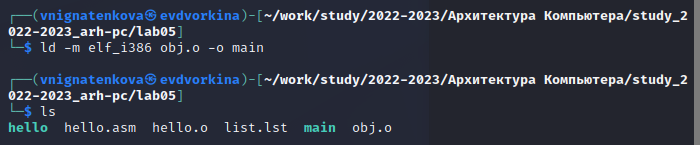 ┌──(vnignatenkova㉿evdvorkina)-[~/work/study/2022-2023/Архитектура Компьютера/study_2
022-2023_arh-pc/lab05]
└─$ ld -m elf_i386 obj.o -o main
┌──(vnignatenkova㉿evdvorkina)-[~/work/study/2022-2023/Архитектура Компьютера/study_2
022-2023_arh-pc/lab05]
└─$ ls
hello  hello.asm  hello.o  list.lst  main  obj.o